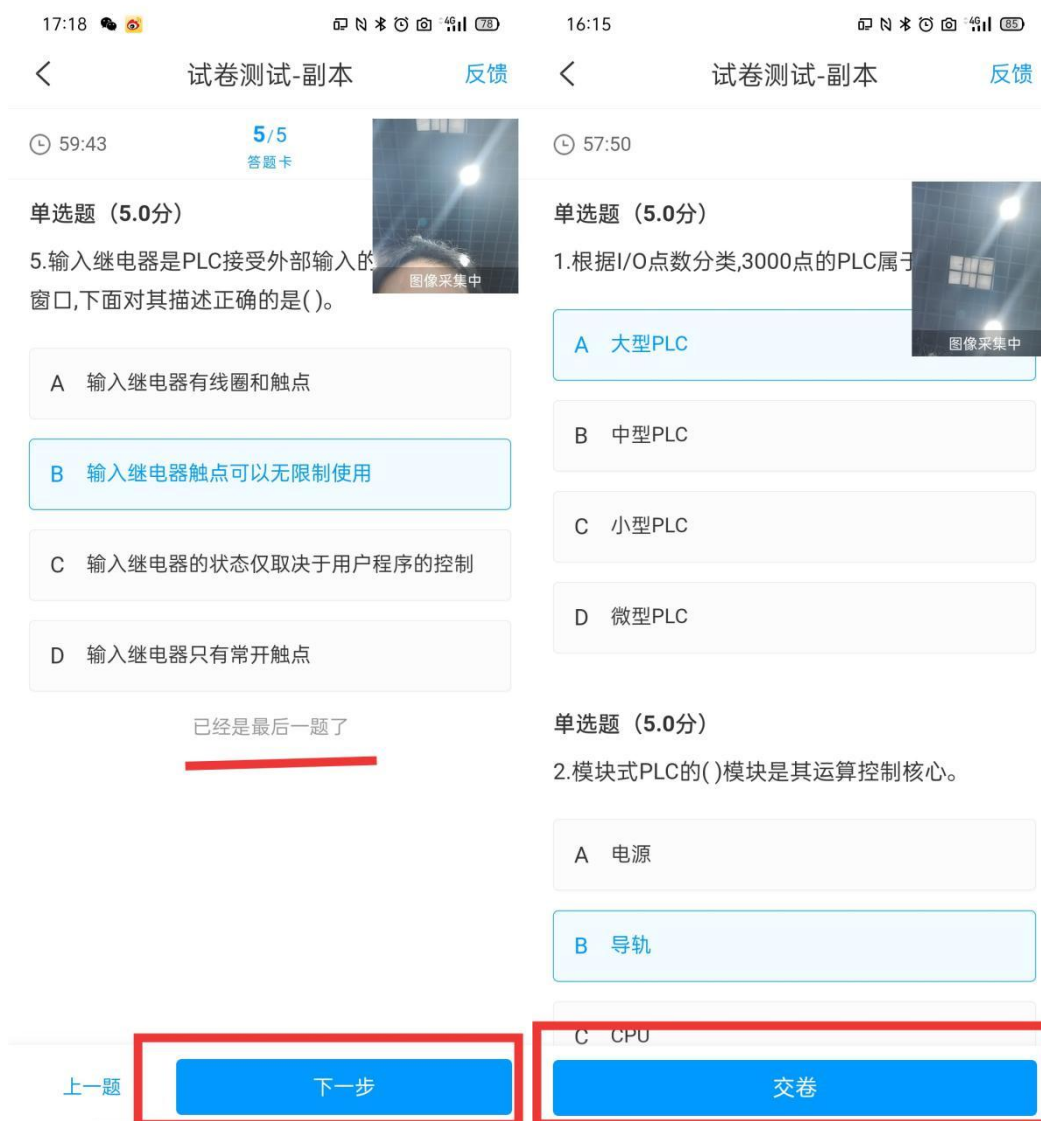 17:18
4G
78
试卷测试-副本
反馈
59:43
5/5
答题卡
单选题（5.0分）
5.输入继电器是PLC接受外部输入的
窗口,下面对其描述正确的是( )。
图像采集中
A 输入继电器有线圈和触点
B 输入继电器触点可以无限制使用
C 输入继电器的状态仅取决于用户程序的控制
D 输入继电器只有常开触点
已经是最后一题了
上一题
下一步
16:15
4G
85
试卷测试-副本
反馈
57:50
单选题（5.0分）
1.根据I/O点数分类,3000点的PLC属于
图像采集中
A 大型PLC
B 中型PLC
C 小型PLC
D 微型PLC
单选题（5.0分）
2.模块式PLC的( )模块是其运算控制核心。
A 电源
B 导轨
C CPU
交卷